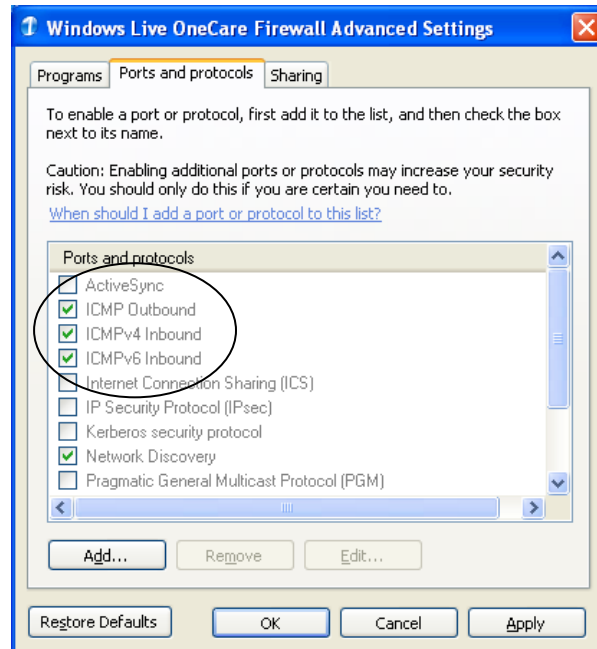 Windows Live OneCare Firewall Advanced Settings
Programs Ports and protocols Sharing
To enable a port or protocol, first add it to the list, and then check the box
next to its name.
Caution: Enabling additional ports or protocols may increase your security
risk. You should only do this if you are certain you need to.
When should I add a port or protocol to this list?
Ports and protocols
ActiveSync
ICMP Outbound
ICMPv4 Inbound
ICMPv6 Inbound
Internet Connection Sharing (ICS)
IP Security Protocol (IPsec)
Kerberos security protocol
Network Discovery
Pragmatic General Multicast Protocol (PGM)
Add... Remove Edit...
Restore Defaults OK Cancel Apply